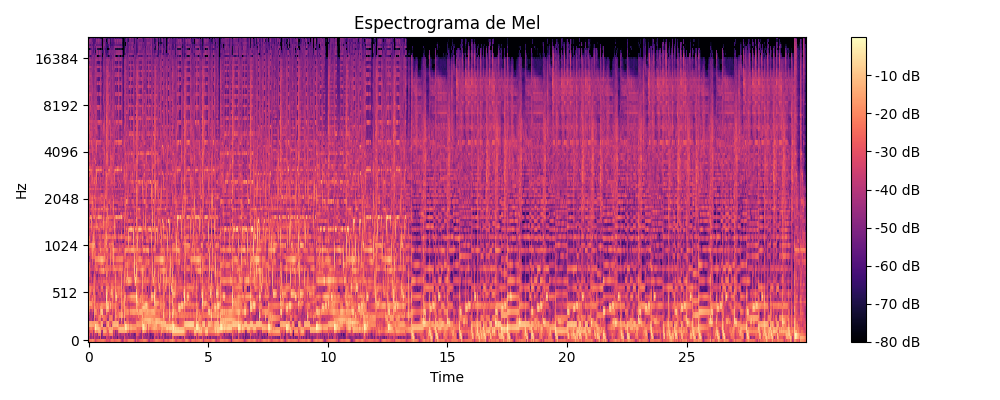 Espectrograma de Mel
Hz
16384
8192
4096
2048
1024
512
0
0 5 10 15 20 25
Time
-10 dB
-20 dB
-30 dB
-40 dB
-50 dB
-60 dB
-70 dB
-80 dB